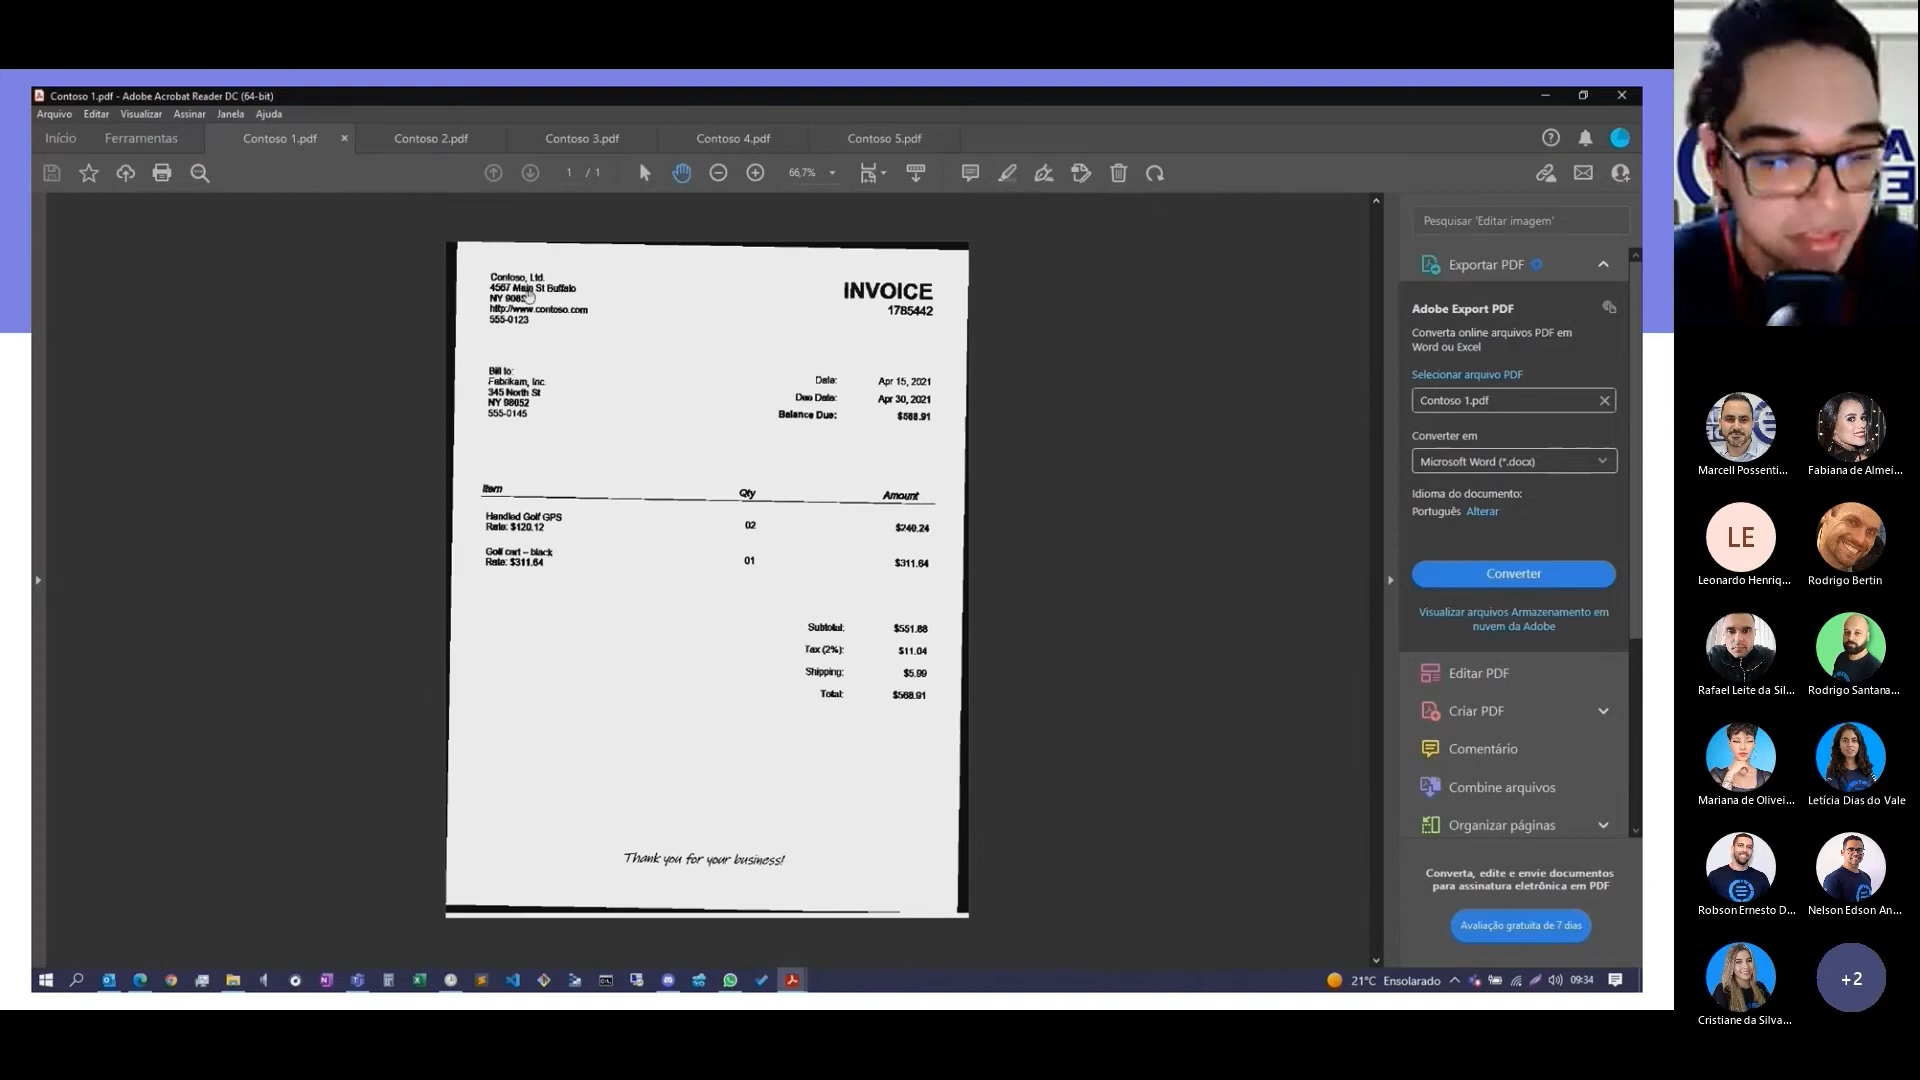 Contoso 1.pdf - Adobe Acrobat Reader DC (64-bit)
Arquivo Editar Visualizar Assinar Janela Ajuda
Início Ferramentas Contoso 1.pdf Contoso 2.pdf Contoso 3.pdf Contoso 4.pdf Contoso 5.pdf
1 / 1 66,7%
Contoso, Ltd.
4567 Main St Buffalo
NY
http://www.contoso.com
555-0123
INVOICE
1785442
Bill to:
Fabrikam, Inc.
345 North St
NY 98052
555-0145
Date: Apr 15, 2021
Due Date: Apr 30, 2021
Balance Due: $568.91
Item Qty Amount
Handled Golf GPS
Rate: $120.12 02 $240.24
Golf cart – black
Rate: $311.64 01 $311.64
Subtotal: $551.88
Tax (2%): $11.04
Shipping: $5.99
Total: $568.91
Thank you for your business!
Pesquisar 'Editar imagem'
Exportar PDF
Adobe Export PDF
Converta online arquivos PDF em
Word ou Excel
Selecionar arquivo PDF
Contoso 1.pdf
Converter em
Microsoft Word (*.docx)
Idioma do documento:
Português Alterar
Converter
Visualizar arquivos Armazenamento em
nuvem da Adobe
Editar PDF
Criar PDF
Comentário
Combine arquivos
Organizar páginas
Converta, edite e envie documentos
para assinatura eletrônica em PDF
Avaliação gratuita de 7 dias
21°C Ensolarado 09:34
Marcell Possenti... Fabiana de Almei...
LE
Leonardo Henriq... Rodrigo Bertin
Rafael Leite da Sil... Rodrigo Santana...
Mariana de Olivei... Letícia Dias do Vale
Robson Ernesto D... Nelson Edson An...
+2
Cristiane da Silva...